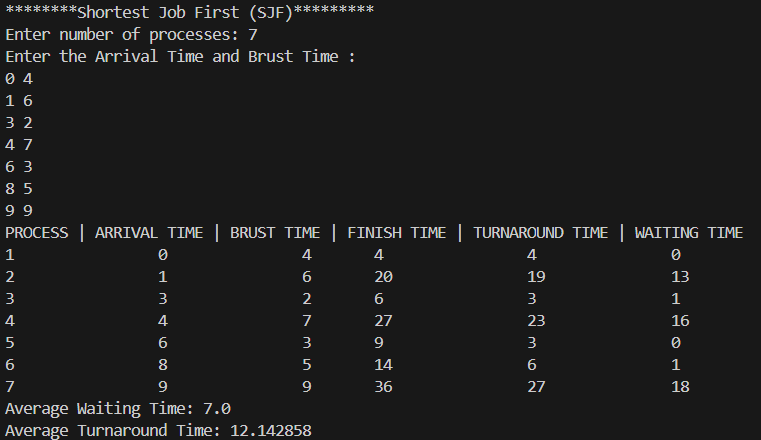 ********Shortest Job First (SJF)*********
Enter number of processes: 7
Enter the Arrival Time and Brust Time :
0 4
1 6
3 2
4 7
6 3
8 5
9 9
PROCESS | ARRIVAL TIME | BRUST TIME | FINISH TIME | TURNAROUND TIME | WAITING TIME
1 0 4 4 4 0
2 1 6 20 19 13
3 3 2 6 3 1
4 4 7 27 23 16
5 6 3 9 3 0
6 8 5 14 6 1
7 9 9 36 27 18
Average Waiting Time: 7.0
Average Turnaround Time: 12.142858